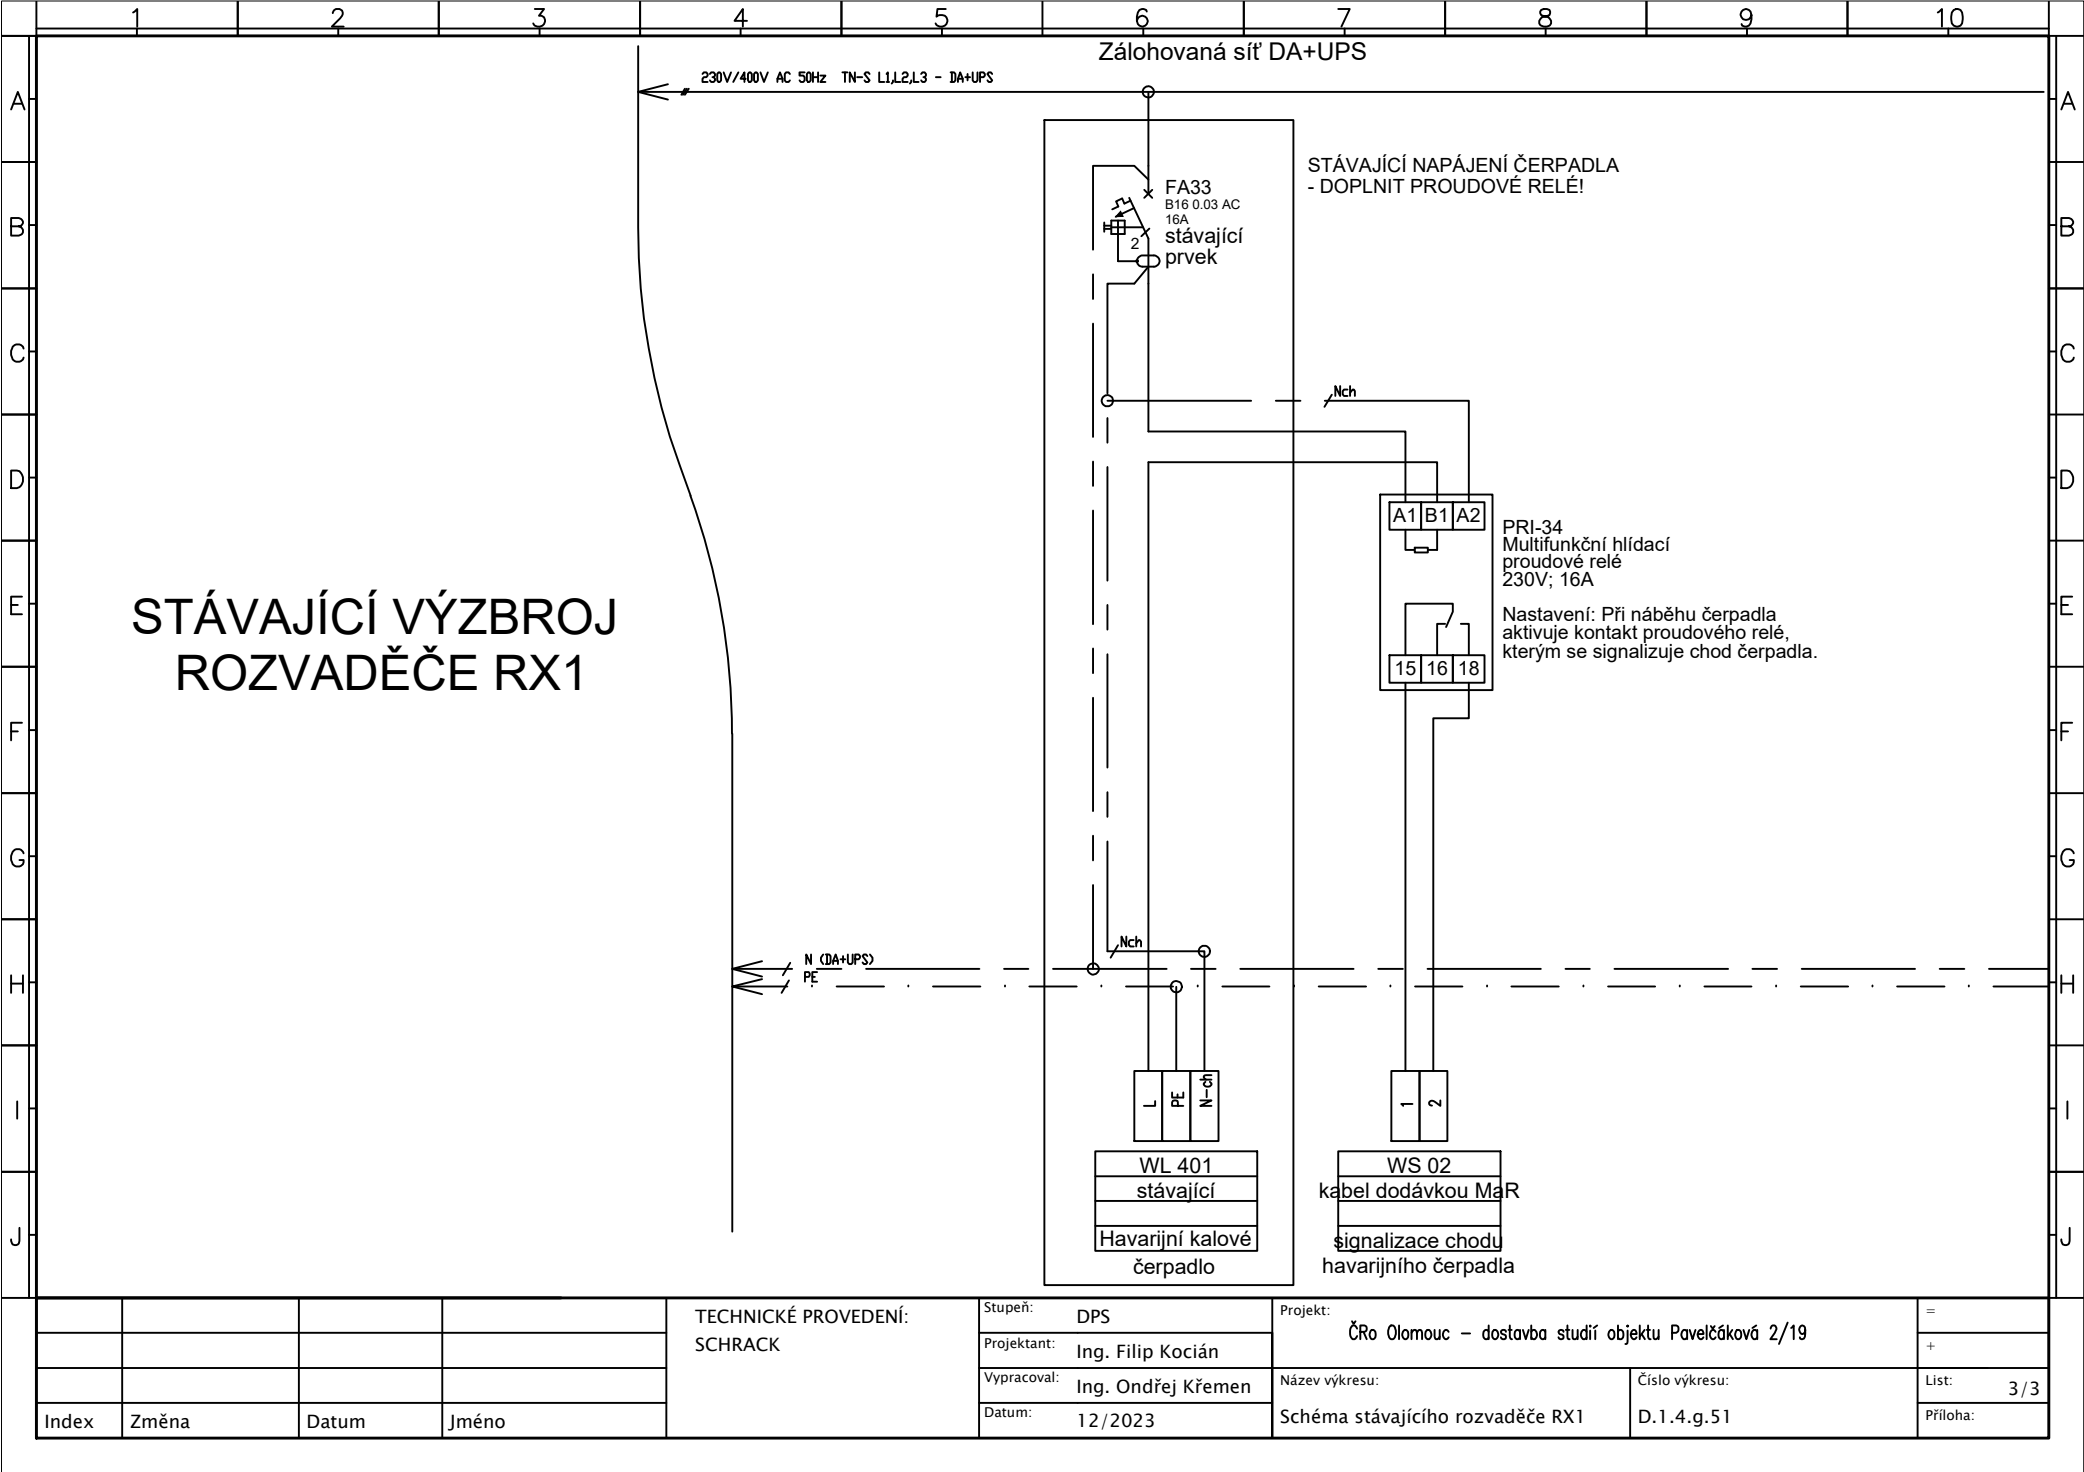 1 2 3 4 5 6 7 8 9 10
Zálohovaná síť DA+UPS
230V/400V AC 50Hz TN-S L1,L2,L3 - DA+UPS
A A
STÁVAJÍCÍ NAPÁJENÍ ČERPADLA
- DOPLNIT PROUDOVÉ RELÉ!
FA33
B16 0.03 AC
16A
stávající
prvek
2
B B
C C
Nch
D D
A1 B1 A2
PRI-34
Multifunkční hlídací
proudové relé
230V; 16A
Nastavení: Při náběhu čerpadla
aktivuje kontakt proudového relé,
kterým se signalizuje chod čerpadla.
E E
STÁVAJÍCÍ VÝZBROJ
ROZVADĚČE RX1
15 16 18
F F
G G
Nch
N (DA+UPS)
PE
H H
L PE N-ch
1 2
I I
WL 401
stávající
Havarijní kalové
čerpadlo
WS 02
kabel dodávkou MaR
signalizace chodu
havarijního čerpadla
J J
TECHNICKÉ PROVEDENÍ:
SCHRACK
Stupeň: DPS
Projektant: Ing. Filip Kocián
Vypracoval: Ing. Ondřej Křemen
Datum: 12/2023
Projekt:
ČRo Olomouc – dostavba studií objektu Pavelčáková 2/19
Název výkresu:
Schéma stávajícího rozvaděče RX1
Číslo výkresu:
D.1.4.g.51
=
+
List: 3/3
Příloha:
Index Změna Datum Jméno